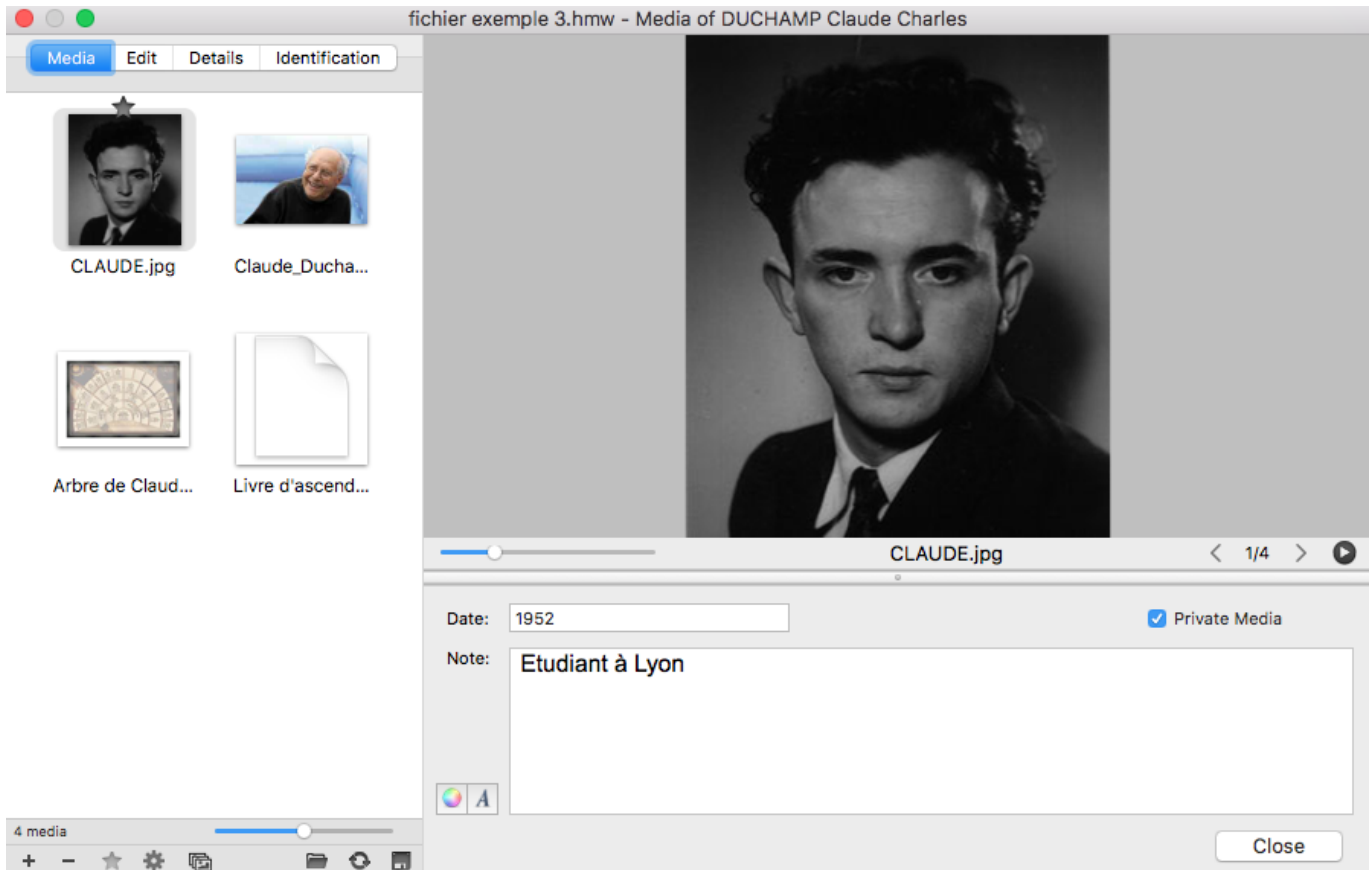 fichier exemple 3.hmw - Media of DUCHAMP Claude Charles
Media Edit Details Identification
CLAUDE.jpg Claude_Ducha...
Arbre de Claud... Livre d'ascend...
4 media
CLAUDE.jpg 1/4
Date: 1952 Private Media
Note: Etudiant à Lyon
A
Close